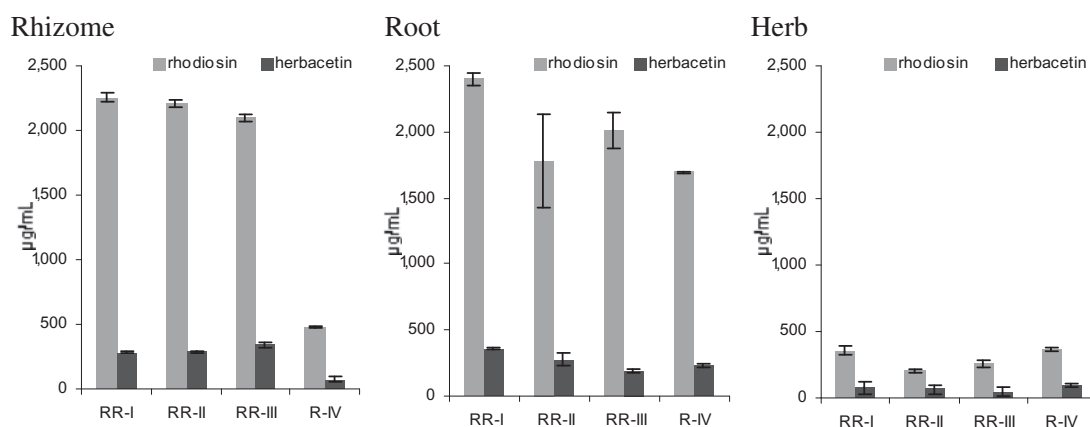 Rhizome
2,500
rhodiosin
herbacetin
2,000
1,500
µg/mL
1,000
500
0
RR-I
RR-II
RR-III
R-IV
Root
2,500
rhodiosin
herbacetin
2,000
1,500
µg/mL
1,000
500
0
RR-I
RR-II
RR-III
R-IV
Herb
2,500
rhodiosin
herbacetin
2,000
1,500
µg/mL
1,000
500
0
RR-I
RR-II
RR-III
R-IV